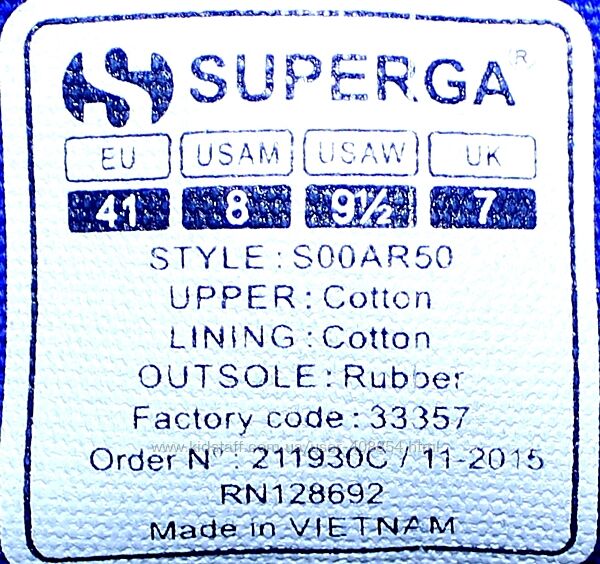 SUPERGA®
EU USAM USAW UK
41 8 9½ 7
STYLE : S00AR50
UPPER : Cotton
LINING : Cotton
OUTSOLE : Rubber
Factory code : 33357
Order N° : 211930C / 11-2015
RN128692
Made in VIETNAM